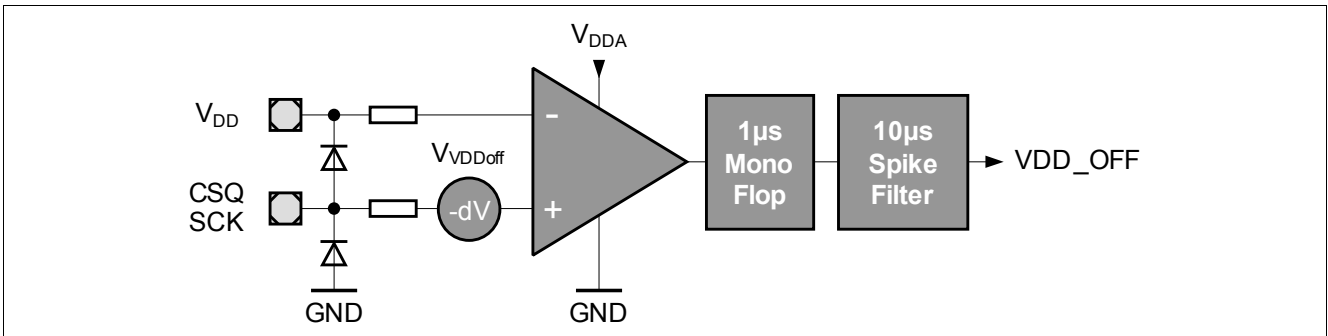 VDDA
VDD
-
VVDDoff
CSQ
SCK
-dV
+
1µs
Mono
Flop
10µs
Spike
Filter
VDD_OFF
GND
GND